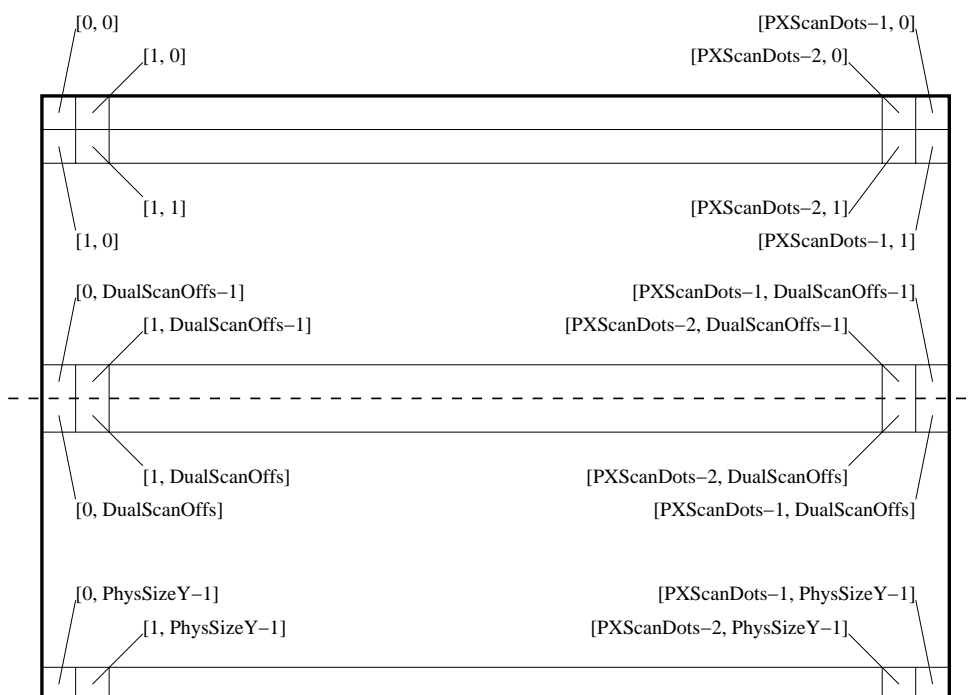 [0, 0] [PXScanDots−1, 0]
[1, 0] [PXScanDots−2, 0]
[1, 1] [PXScanDots−2, 1]
[1, 0] [PXScanDots−1, 1]
[0, DualScanOffs−1] [PXScanDots−1, DualScanOffs−1]
[1, DualScanOffs−1] [PXScanDots−2, DualScanOffs−1]
[1, DualScanOffs] [PXScanDots−2, DualScanOffs]
[0, DualScanOffs] [PXScanDots−1, DualScanOffs]
[0, PhysSizeY−1] [PXScanDots−1, PhysSizeY−1]
[1, PhysSizeY−1] [PXScanDots−2, PhysSizeY−1]